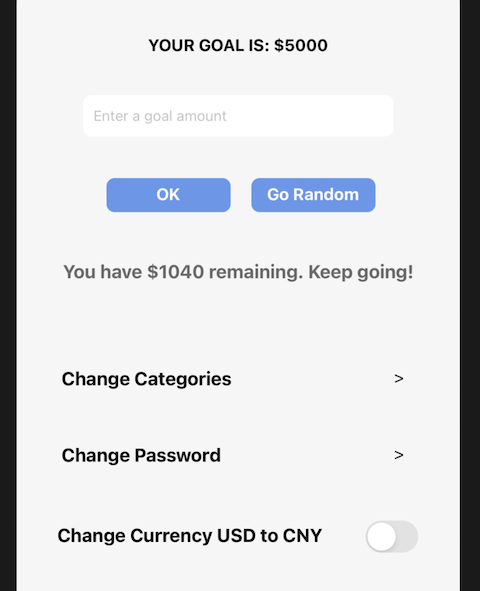 YOUR GOAL IS: $5000
Enter a goal amount
OK
Go Random
You have $1040 remaining. Keep going!
Change Categories >
Change Password >
Change Currency USD to CNY